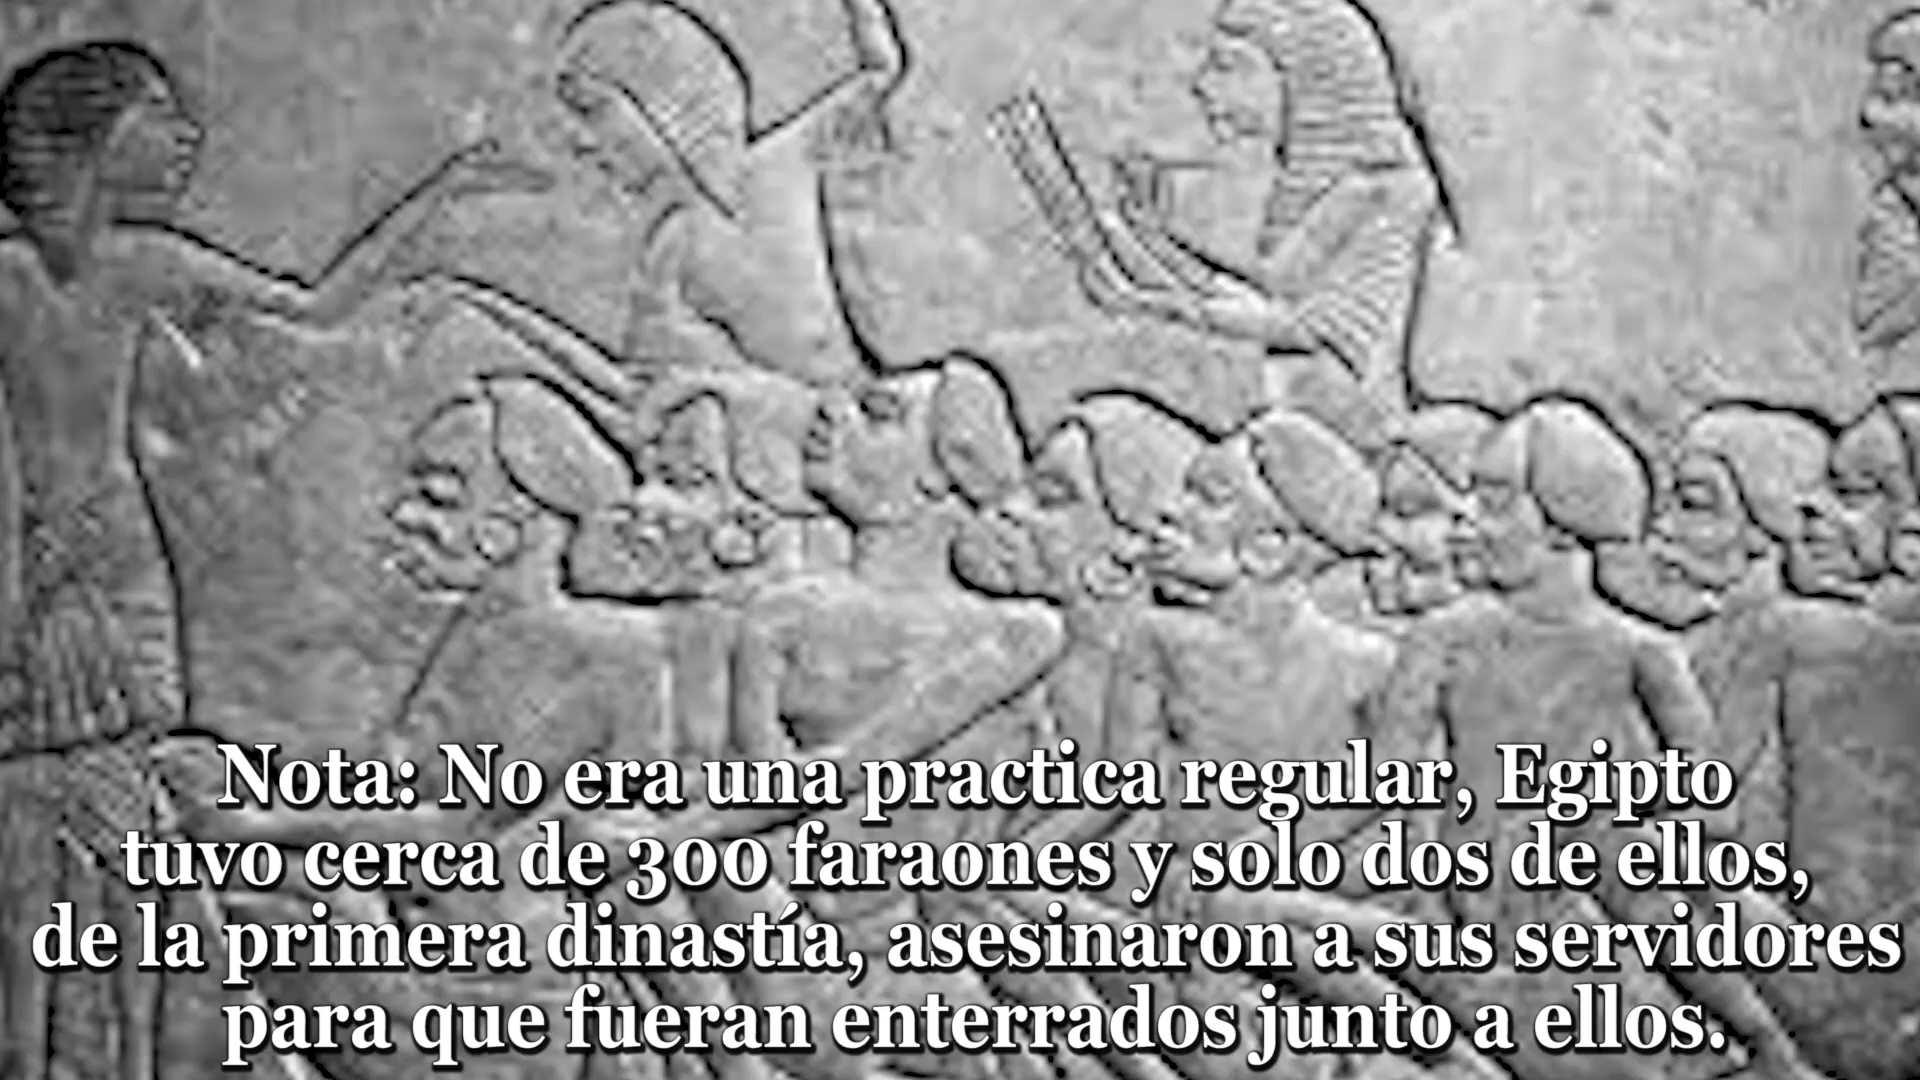 Nota: No era una practica regular, Egipto
tuvo cerca de 300 faraones y solo dos de ellos,
de la primera dinastía, asesinaron a sus servidores
para que fueran enterrados junto a ellos.